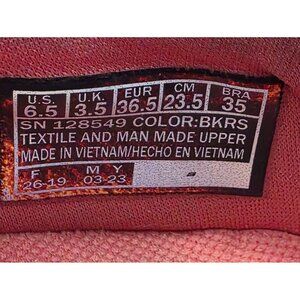 U.S. U.K EUR CM BRA
6.5 3.5 36.5 23.5 35
SN 128549 COLOR:BKRS
TEXTILE AND MAN MADE UPPER
MADE IN VIETNAM/HECHO EN VIETNAM
F M Y
26-19 03-23